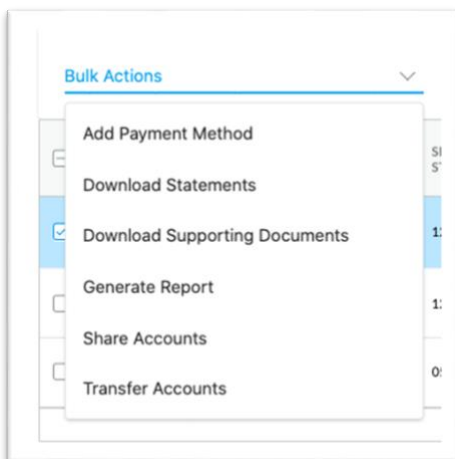 Bulk Actions
Add Payment Method
Download Statements
Download Supporting Documents
Generate Report
Share Accounts
Transfer Accounts